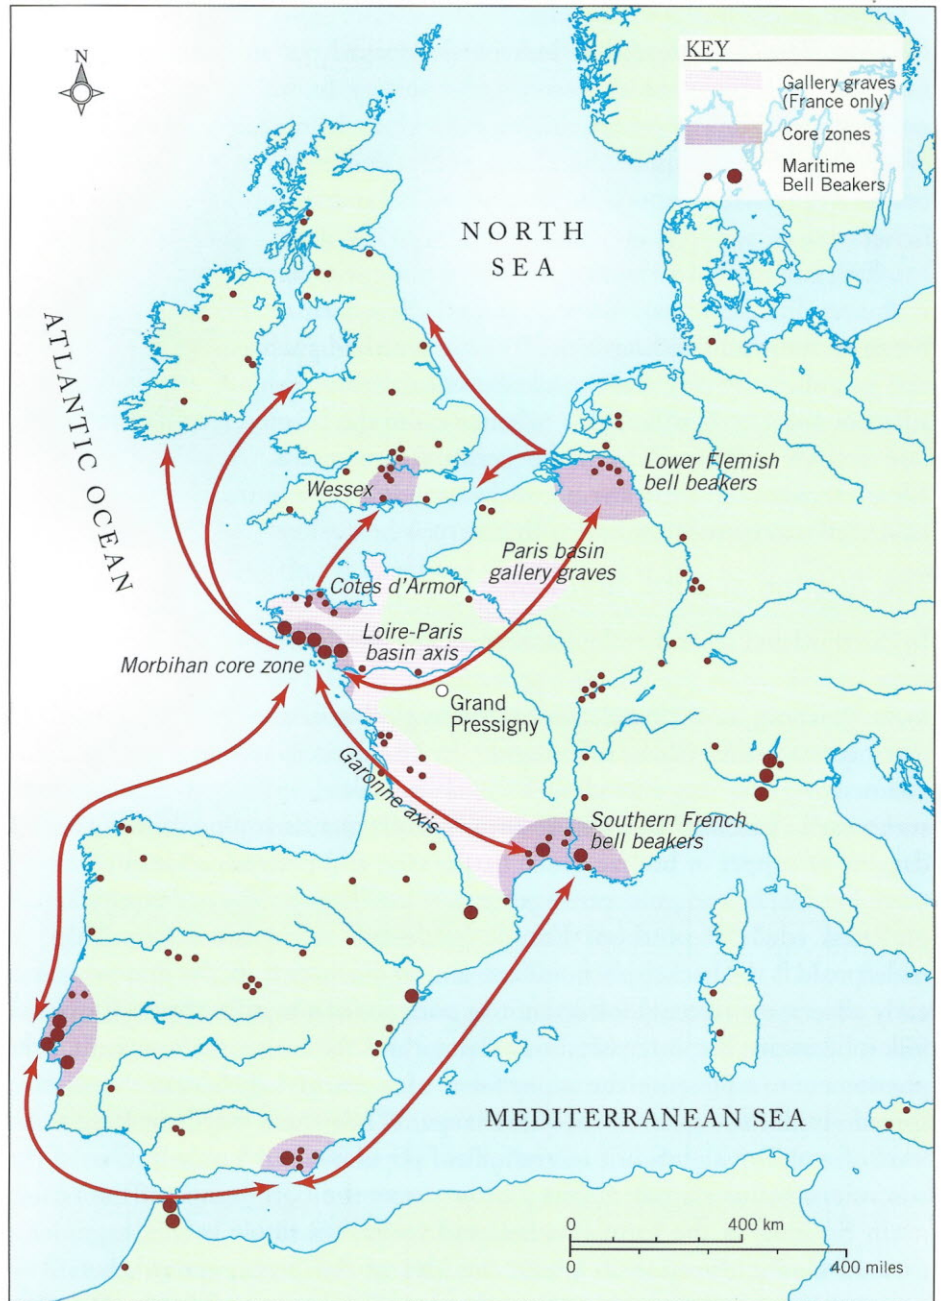 KEY
Gallery graves
(France only)
Core zones
Maritime
Bell Beakers
N
NORTH
SEA
ATLANTIC OCEAN
Lower Flemish
bell beakers
Wessex
Paris basin
gallery graves
Cotes d'Armor
Loire-Paris
basin axis
Morbihan core zone
Grand
Pressigny
Garonne axis
Southern French
bell beakers
MEDITERRANEAN SEA
0
400 km
0
400 miles